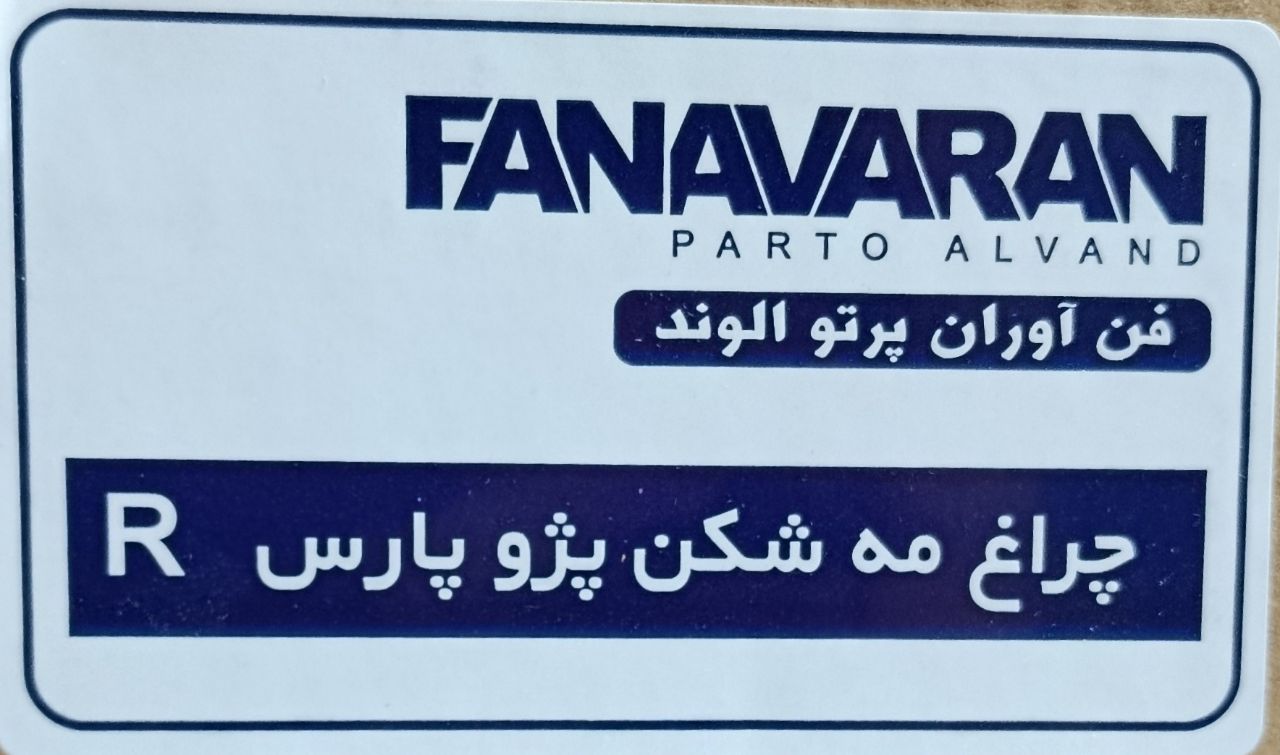 FANAVARAN
PARTO ALVAND
فن آوران پرتو الوند
چراغ مه شکن پژو پارس R